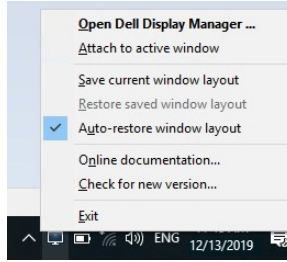 Open Dell Display Manager ...
Attach to active window
Save current window layout
Restore saved window layout
Auto-restore window layout
Online documentation...
Check for new version...
Exit
ENG
12/13/2019